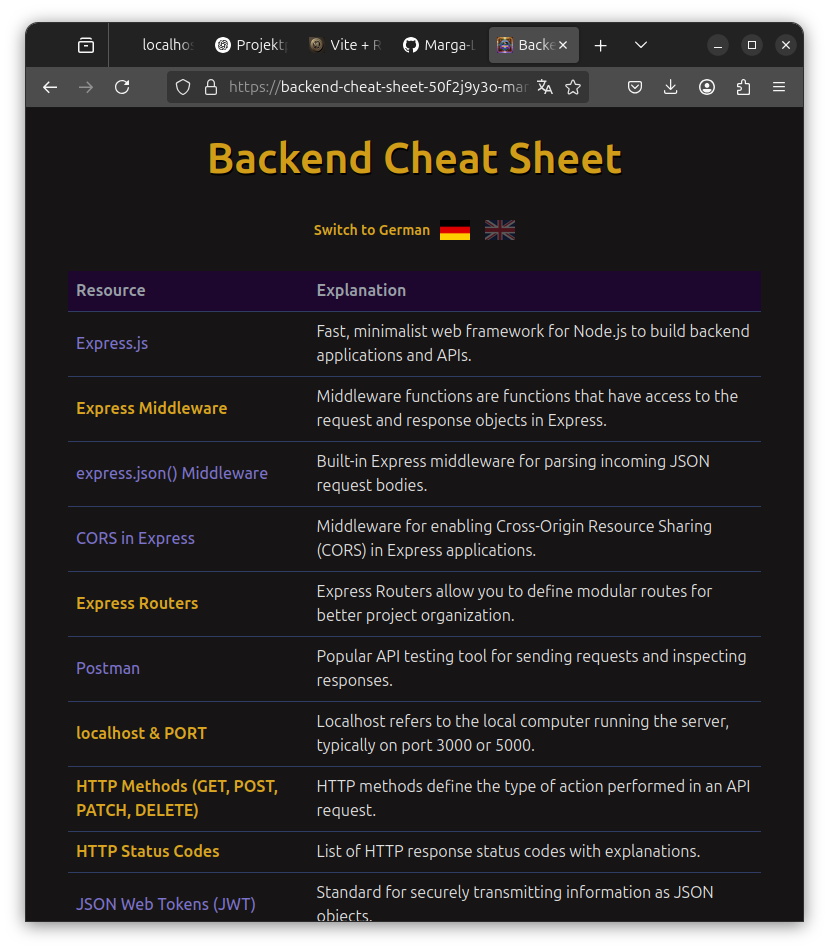 localhos
Projektp
Vite + R
Marga-L
Backe
https://backend-cheat-sheet-50f2j9y3o-mar
Backend Cheat Sheet
Switch to German
Resource Explanation
Express.js
Fast, minimalist web framework for Node.js to build backend
applications and APIs.
Express Middleware
Middleware functions are functions that have access to the
request and response objects in Express.
express.json() Middleware
Built-in Express middleware for parsing incoming JSON
request bodies.
CORS in Express
Middleware for enabling Cross-Origin Resource Sharing
(CORS) in Express applications.
Express Routers
Express Routers allow you to define modular routes for
better project organization.
Postman
Popular API testing tool for sending requests and inspecting
responses.
localhost & PORT
Localhost refers to the local computer running the server,
typically on port 3000 or 5000.
HTTP Methods (GET, POST,
PATCH, DELETE)
HTTP methods define the type of action performed in an API
request.
HTTP Status Codes
List of HTTP response status codes with explanations.
JSON Web Tokens (JWT)
Standard for securely transmitting information as JSON
objects.